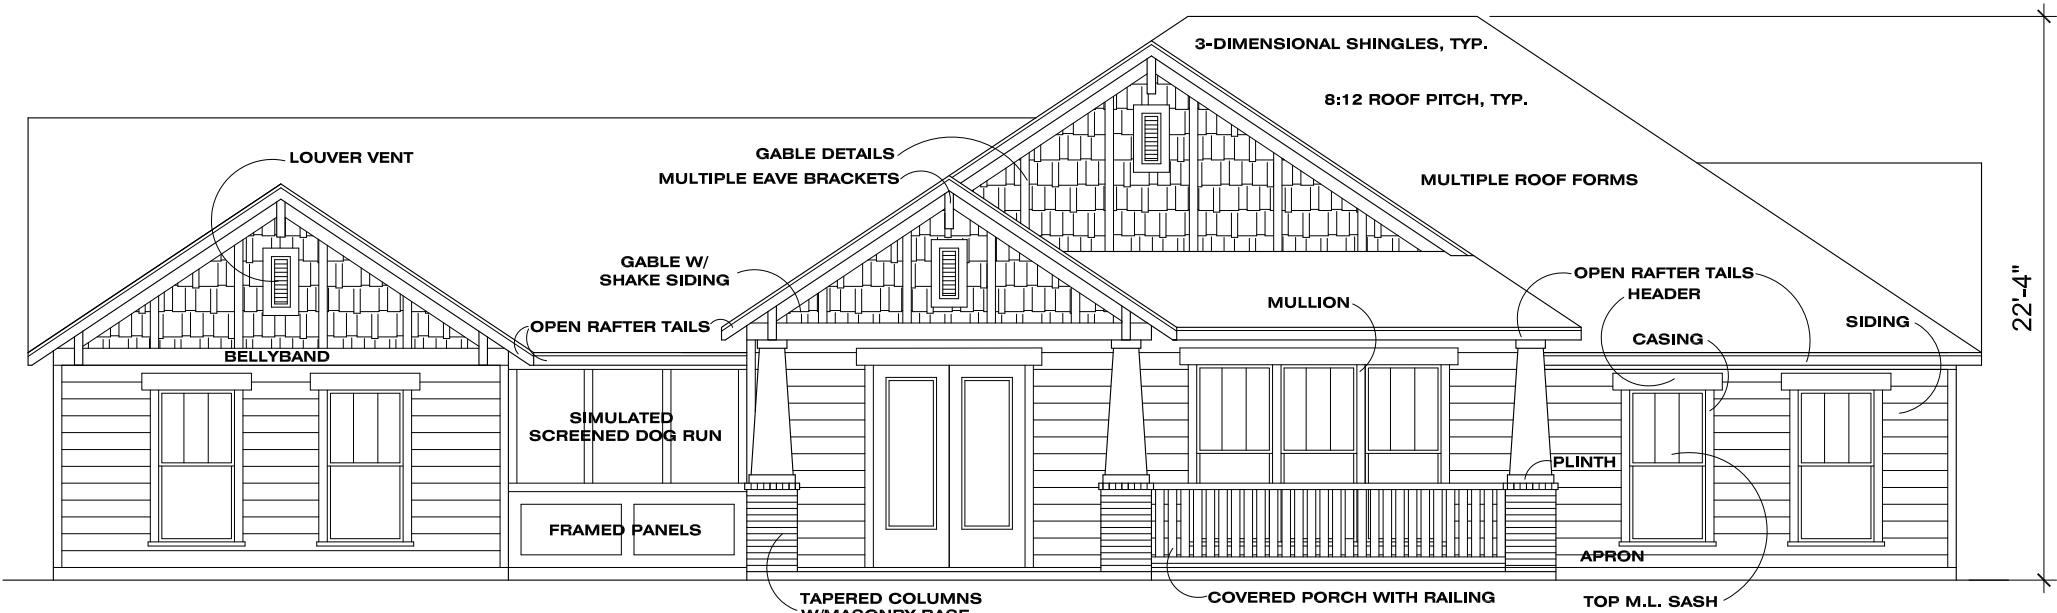 3-DIMENSIONAL SHINGLES, TYP.
8:12 ROOF PITCH, TYP.
LOUVER VENT
GABLE DETAILS
MULTIPLE EAVE BRACKETS
MULTIPLE ROOF FORMS
GABLE W/
SHAKE SIDING
OPEN RAFTER TAILS
HEADER
MULLION
22'-4"
SIDING
OPEN RAFTER TAILS
CASING
BELLYBAND
SIMULATED
SCREENED DOG RUN
PLINTH
FRAMED PANELS
APRON
TAPERED COLUMNS
W/MASONRY BASE
COVERED PORCH WITH RAILING
TOP M.L. SASH